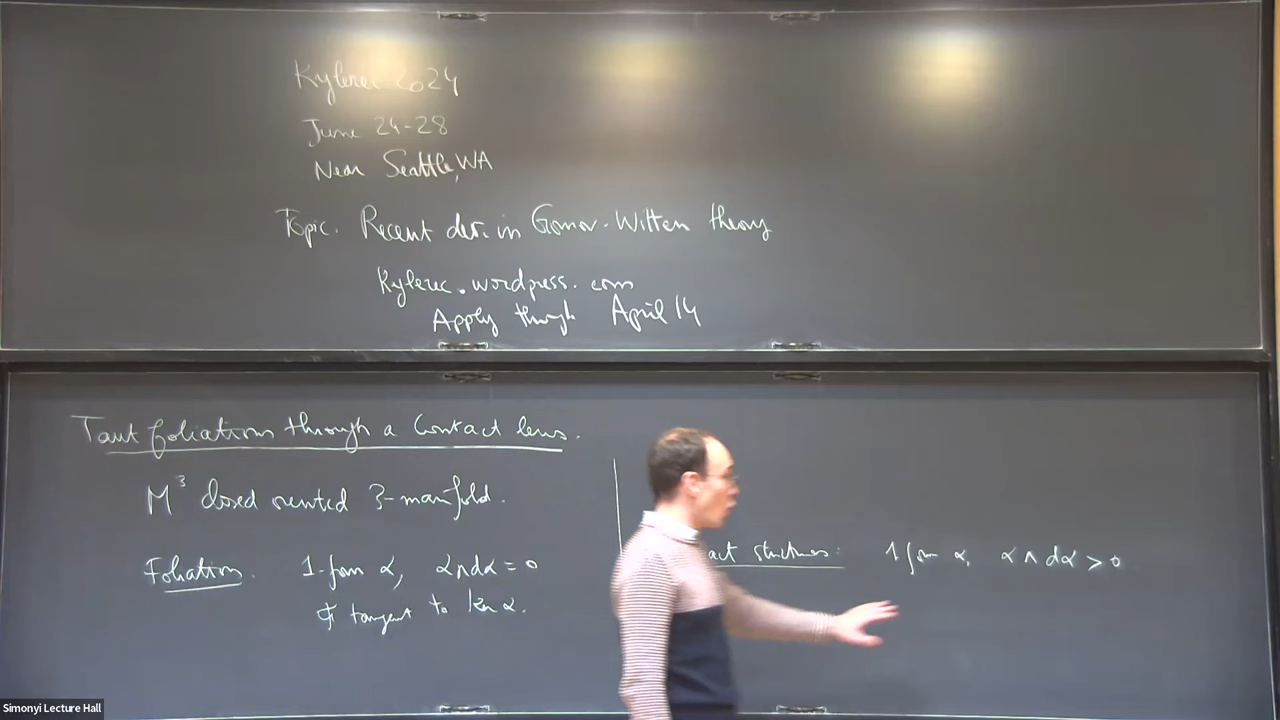 Kylerec 2024
June 24-28
Near Seattle, WA
Topic. Recent dev. in Gromov-Witten theory
Kylerec.wordpress.com
Apply through April 14
Taut foliations through a Contact lens.
M³ closed oriented 3-manifold.
Foliation. 1-form α, α∧dα = 0
tangent to ker α.
act structures: 1 form α, α∧dα > 0
Simonyi Lecture Hall